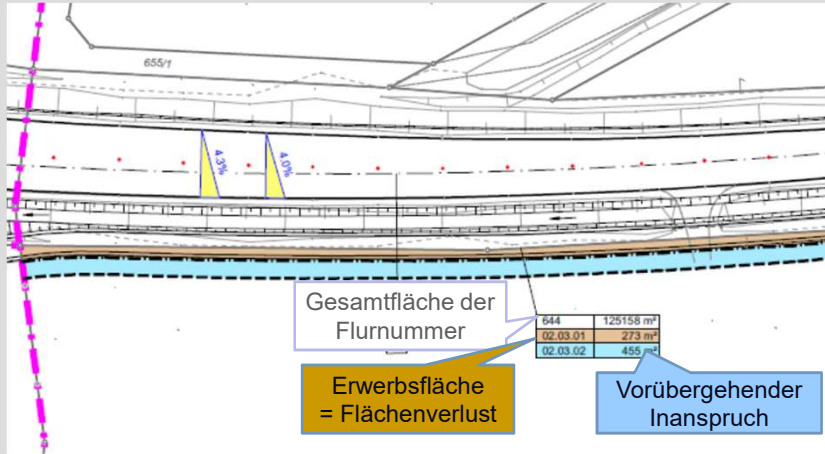 655/1
4.3%
4.0%
Gesamtfläche der
Flurnummer
644 125158 m²
02.03.01 273 m²
02.03.02 455 m²
Erwerbsfläche
= Flächenverlust
Vorübergehender
Inanspruch